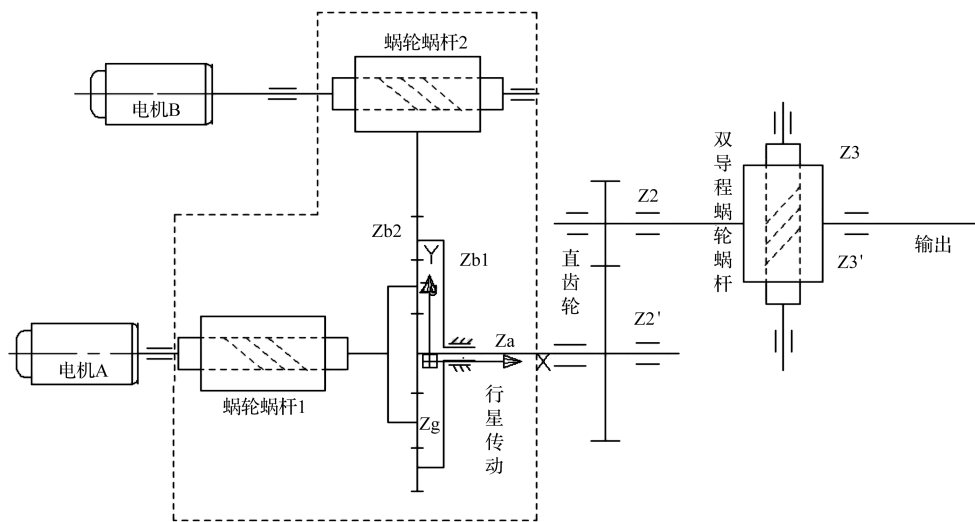 蜗轮蜗杆2
电机B
双导程蜗轮蜗杆
Z3
Z2
Zb2
Y
Zb1
输出
Z3'
直齿轮
Z2'
Za
X
电机A
行星传动
蜗轮蜗杆1
Zg